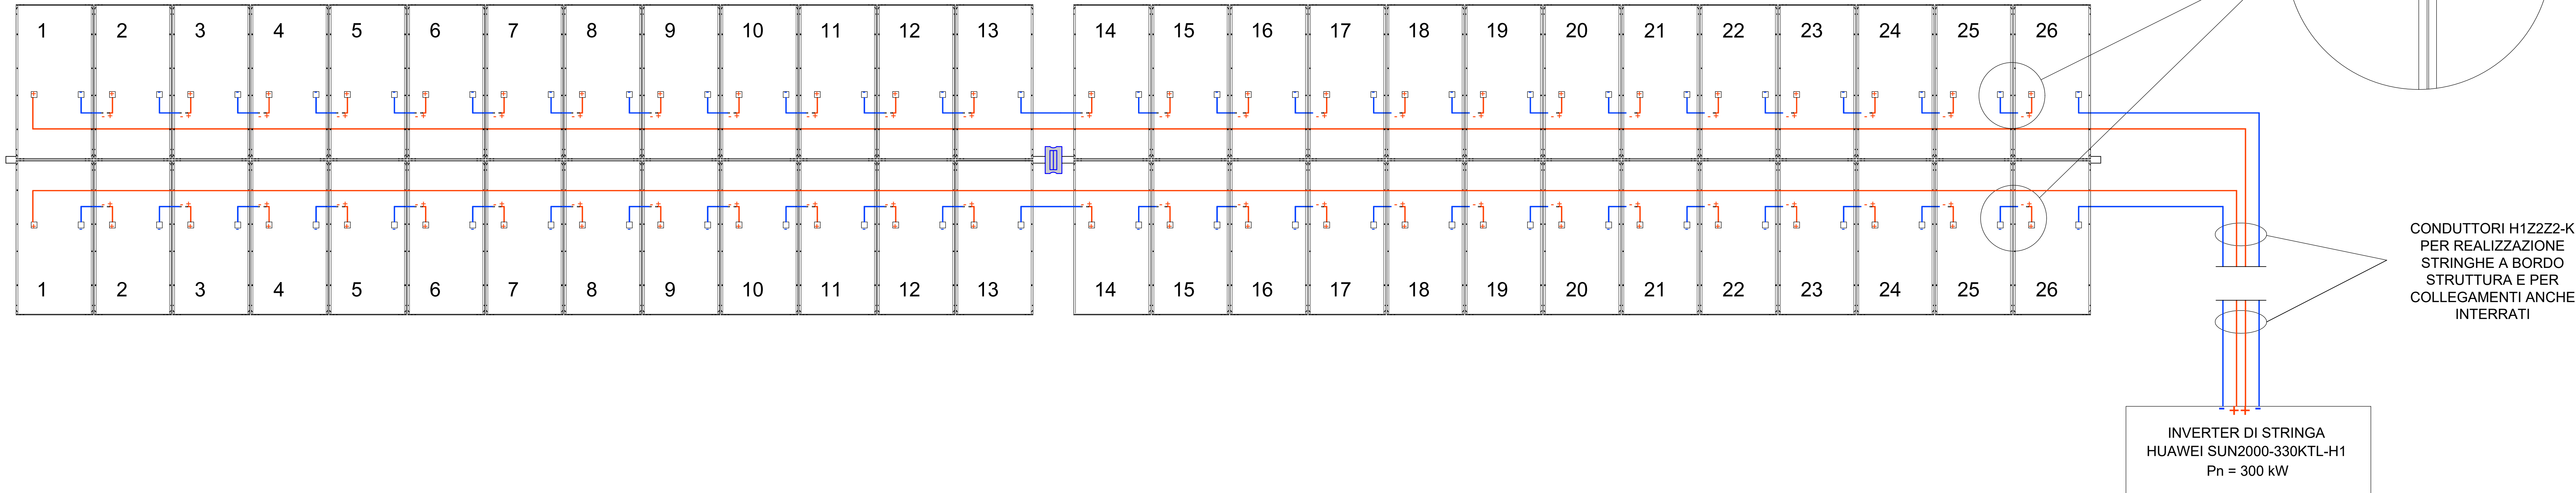 1 2 3 4 5 6 7 8 9 10 11 12 13 14 15 16 17 18 19 20 21 22 23 24 25 26
1 2 3 4 5 6 7 8 9 10 11 12 13 14 15 16 17 18 19 20 21 22 23 24 25 26
CONDUTTORI H1Z2Z2-K
PER REALIZZAZIONE
STRINGHE A BORDO
STRUTTURA E PER
COLLEGAMENTI ANCHE
INTERRATI
- + + -
INVERTER DI STRINGA
HUAWEI SUN2000-330KTL-H1
Pn = 300 kW